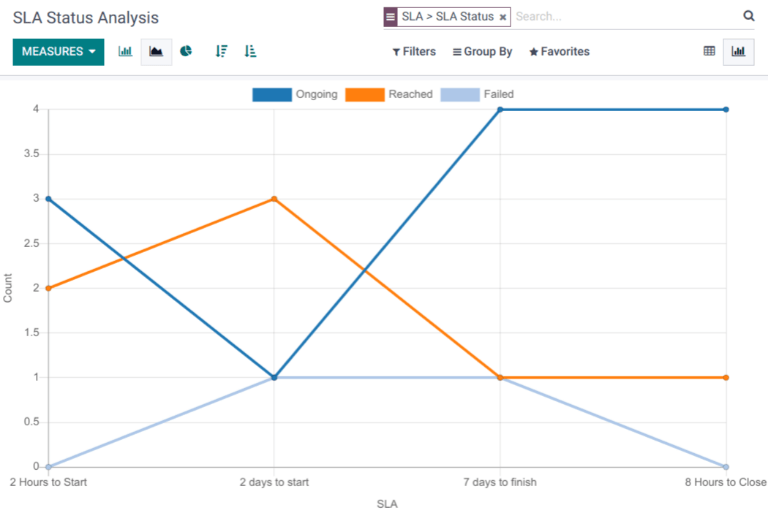 SLA Status Analysis
SLA > SLA Status × Search...
MEASURES
Filters Group By Favorites
Ongoing Reached Failed
4
3.5
3
2.5
2
1.5
1
0.5
0
Count
2 Hours to Start 2 days to start 7 days to finish 8 Hours to Close
SLA